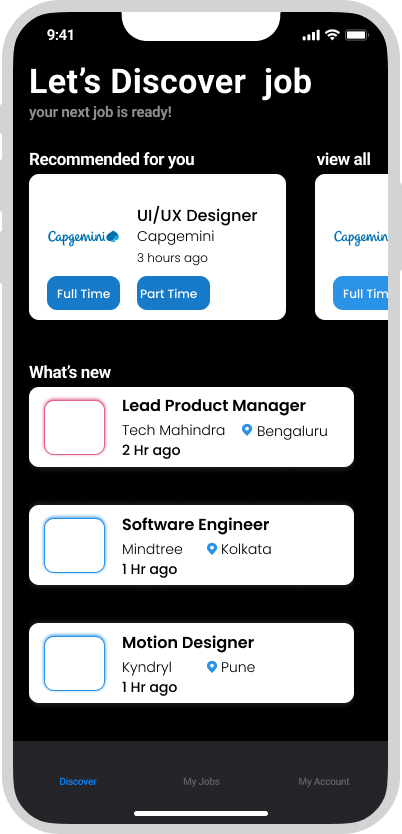 9:41
Let's Discover job
your next job is ready!
Recommended for you
view all
Capgemini
UI/UX Designer
Capgemini
3 hours ago
Full Time
Part Time
Capgemin
Full Tim
What's new
Lead Product Manager
Tech Mahindra Bengaluru
2 Hr ago
Software Engineer
Mindtree Kolkata
1 Hr ago
Motion Designer
Kyndryl Pune
1 Hr ago
Discover My Jobs My Account